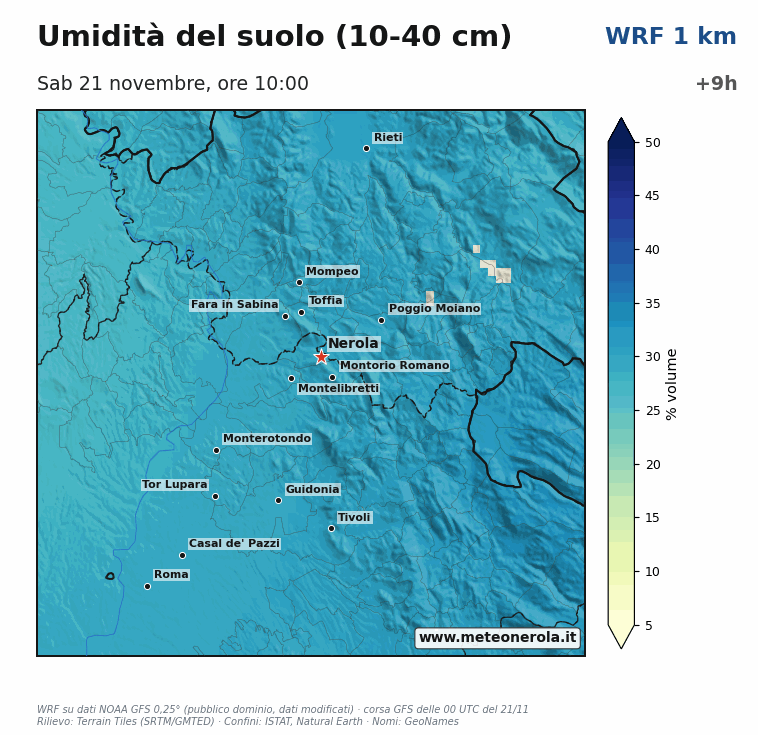 Umidità del suolo (10-40 cm)
WRF 1 km
Sab 21 novembre, ore 10:00
+9h
Rieti
Mompeo
Toffia
Fara in Sabina
Poggio Moiano
Nerola
Montorio Romano
Montelibretti
Monterotondo
Tor Lupara
Guidonia
Tivoli
Casal de' Pazzi
Roma
www.meteonerola.it
50
45
40
35
30
25
20
15
10
5
% volume
WRF su dati NOAA GFS 0,25° (pubblico dominio, dati modificati) · corsa GFS delle 00 UTC del 21/11
Rilievo: Terrain Tiles (SRTM/GMTED) · Confini: ISTAT, Natural Earth · Nomi: GeoNames